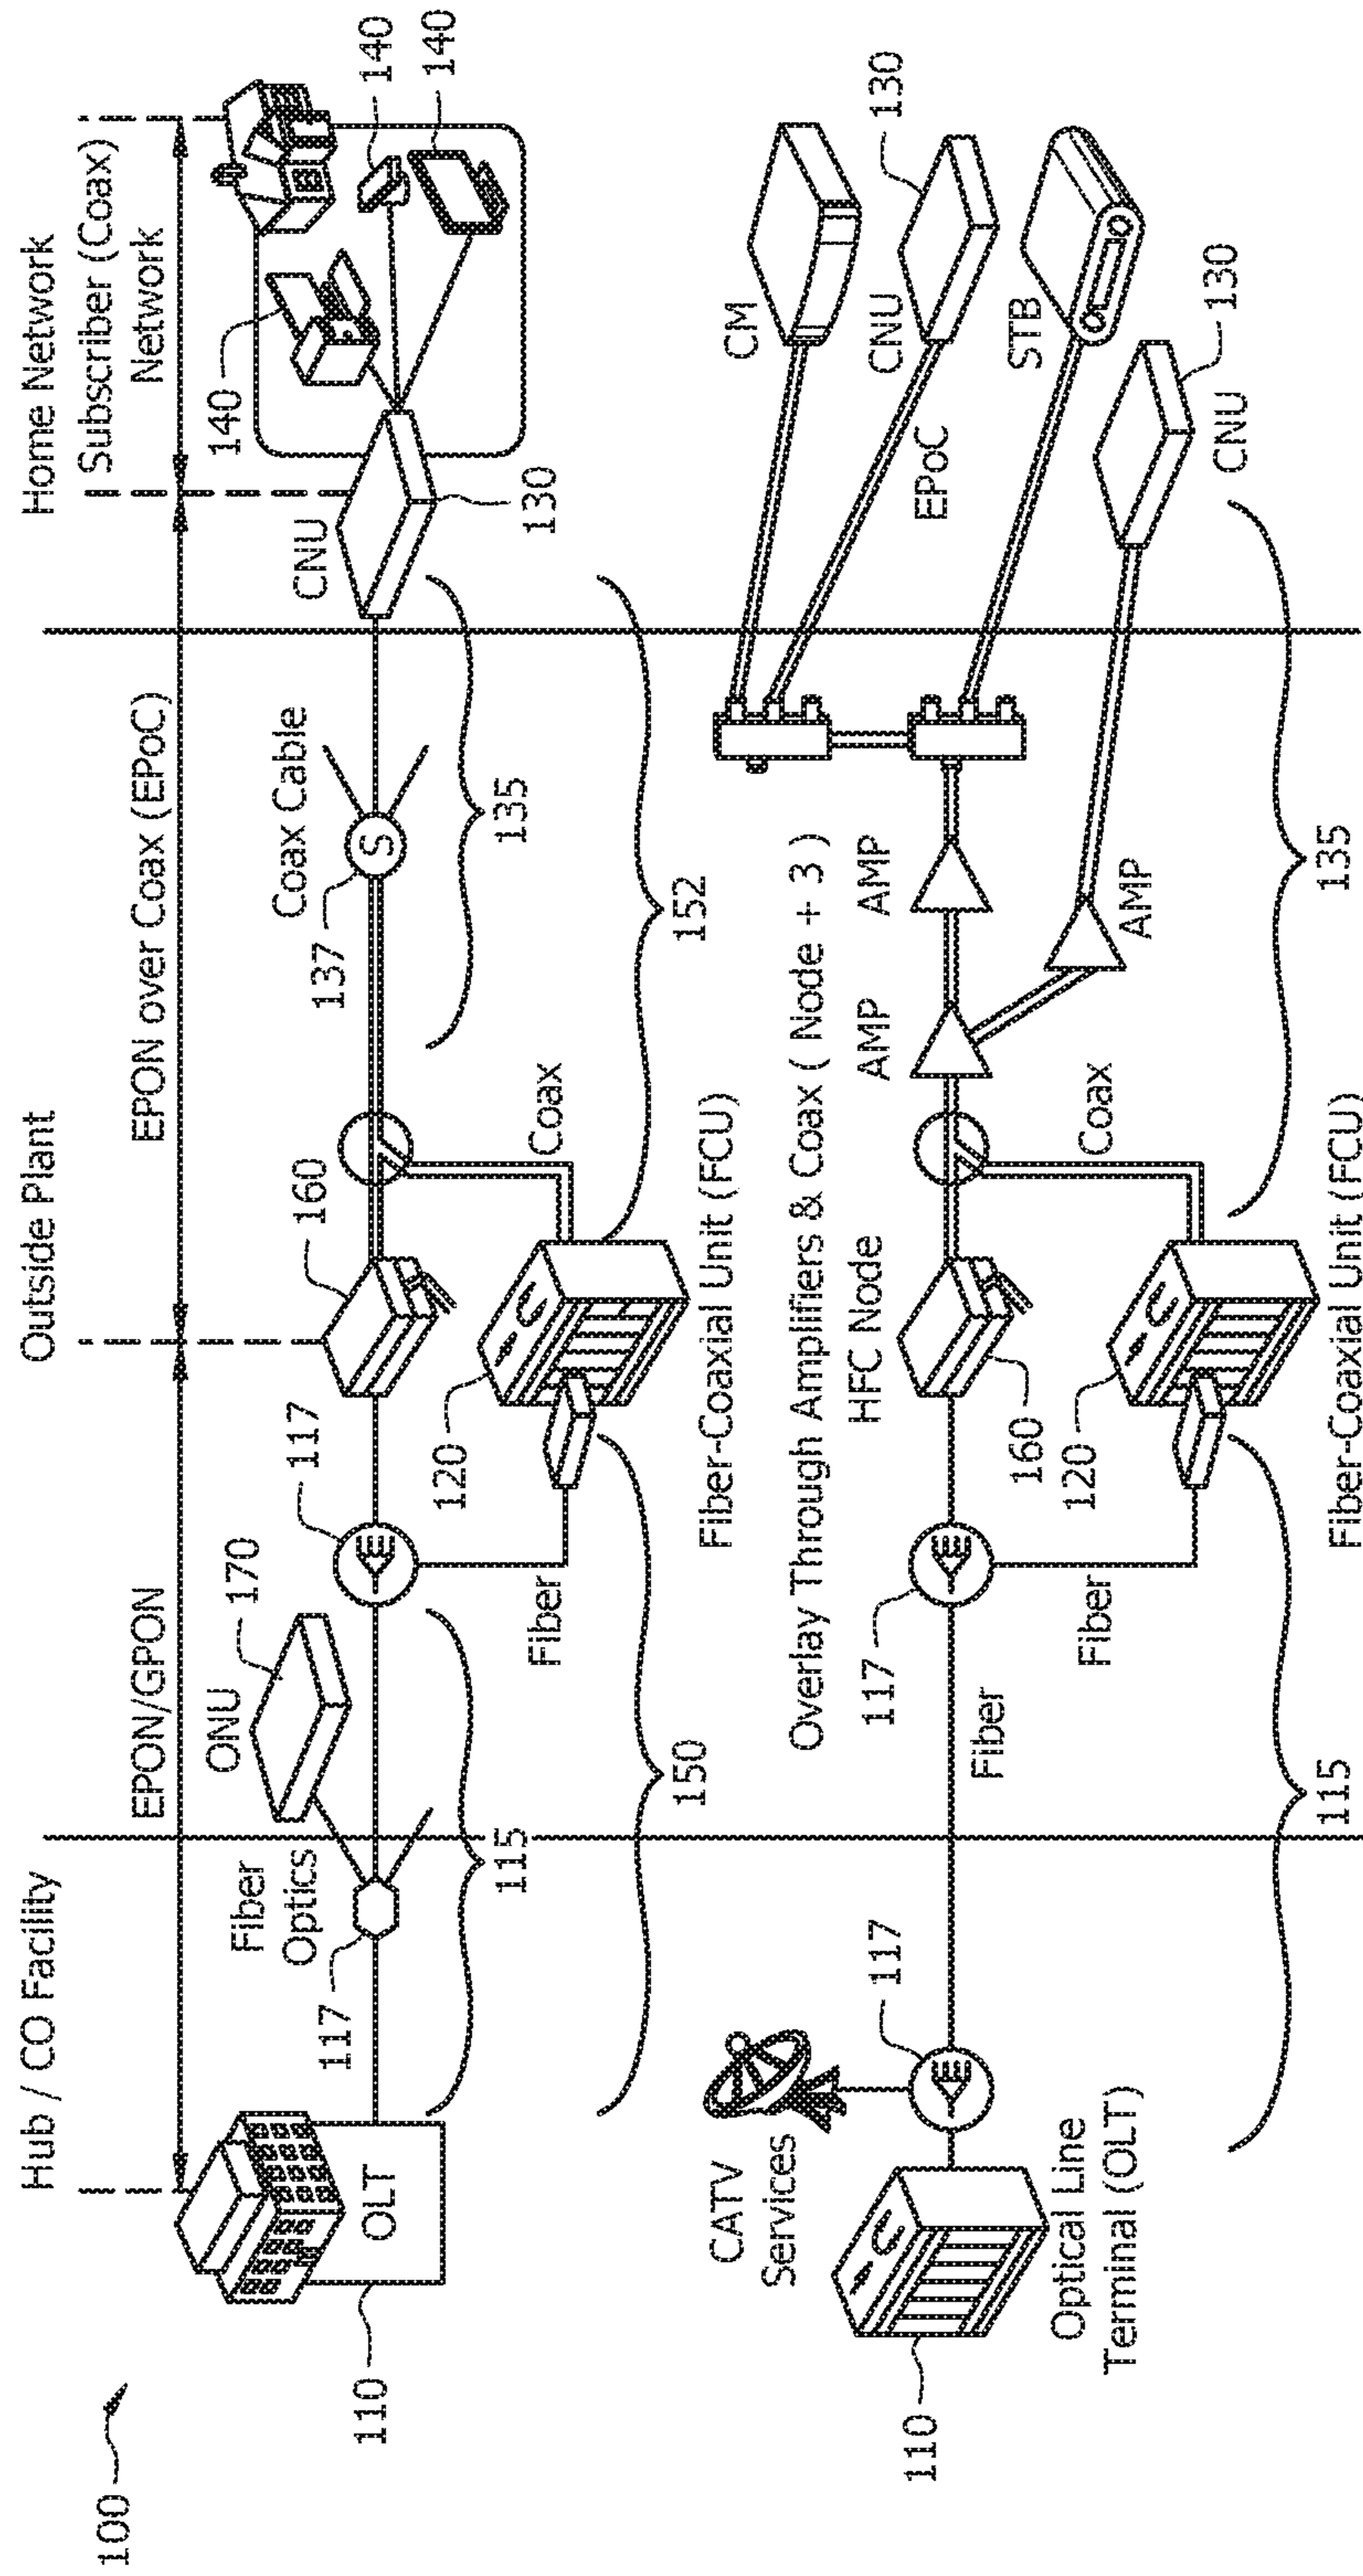 100
Hub / CO Facility
Outside Plant
Home Network
EPON/GPON
EPON over Coax (EPoC)
Subscriber (Coax)
Network
OLT
110
Fiber
Optics
117
ONU
170
117
160
137
Coax Cable
S
CNU
130
140
140
140
115
135
Fiber
120
Coax
150
152
Fiber-Coaxial Unit (FCU)
Overlay Through Amplifiers & Coax ( Node + 3 )
CATV
Services
117
110
Optical Line
Terminal (OLT)
Fiber
117
HFC Node
160
AMP
AMP
AMP
CM
CNU
130
EPoC
STB
CNU
130
Fiber
120
Coax
115
135
Fiber-Coaxial Unit (FCU)